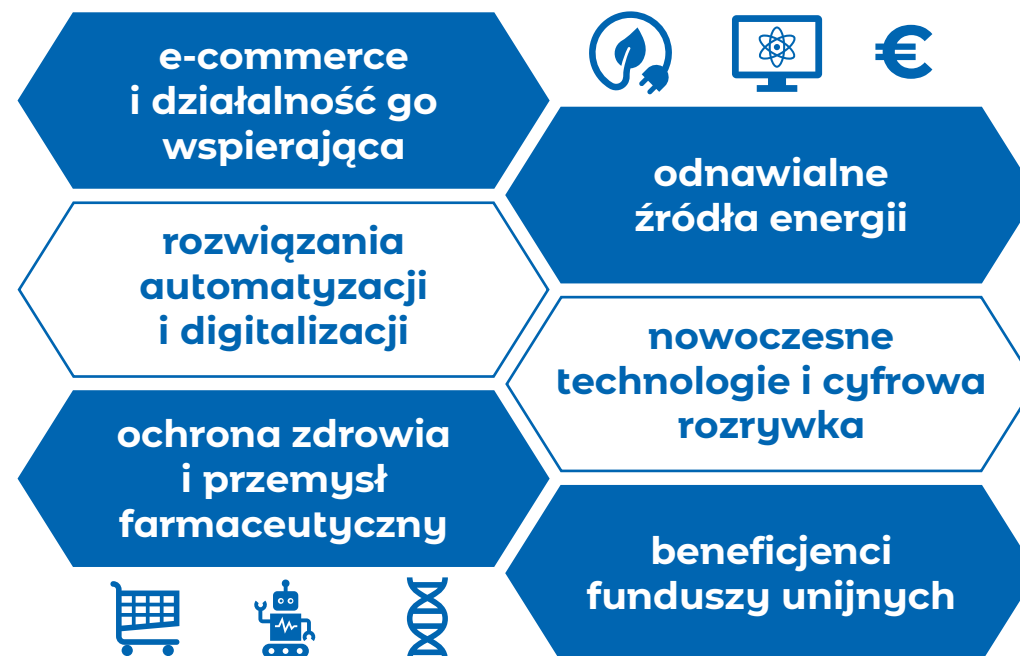 e-commerce
i działalność go
wspierająca
rozwiązania
automatyzacji
i digitalizacji
ochrona zdrowia
i przemysł
farmaceutyczny
odnawialne
źródła energii
nowoczesne
technologie i cyfrowa
rozrywka
beneficjenci
funduszy unijnych